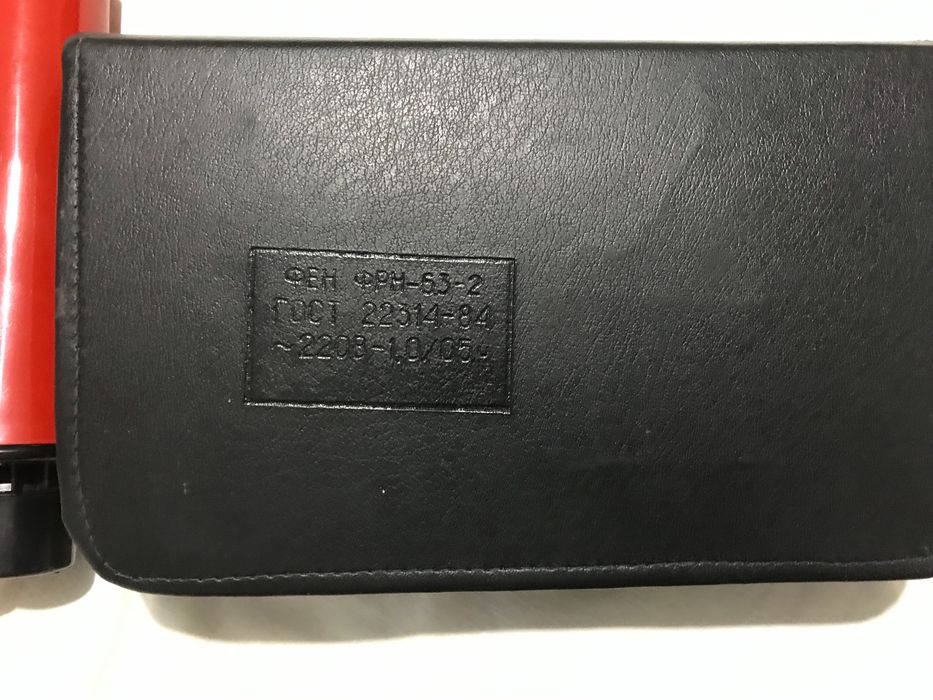 ФЕН ФРН-63-2
ГОСТ 22314-84
~220В-1,0/05ч